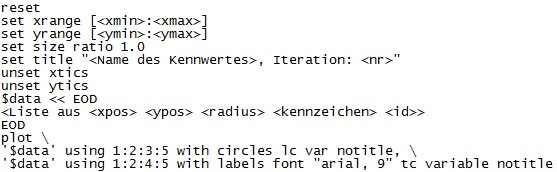 reset
set xrange [<xmin>:<xmax>]
set yrange [<ymin>:<ymax>]
set size ratio 1.0
set title "<Name des Kennwertes>, Iteration: <nr>"
unset xtics
unset ytics
$data << EOD
<Liste aus <xpos> <ypos> <radius> <kennzeichen> <id>>
EOD
plot \
'$data' using 1:2:3:5 with circles lc var notitle, \
'$data' using 1:2:4:5 with labels font "arial, 9" tc variable notitle